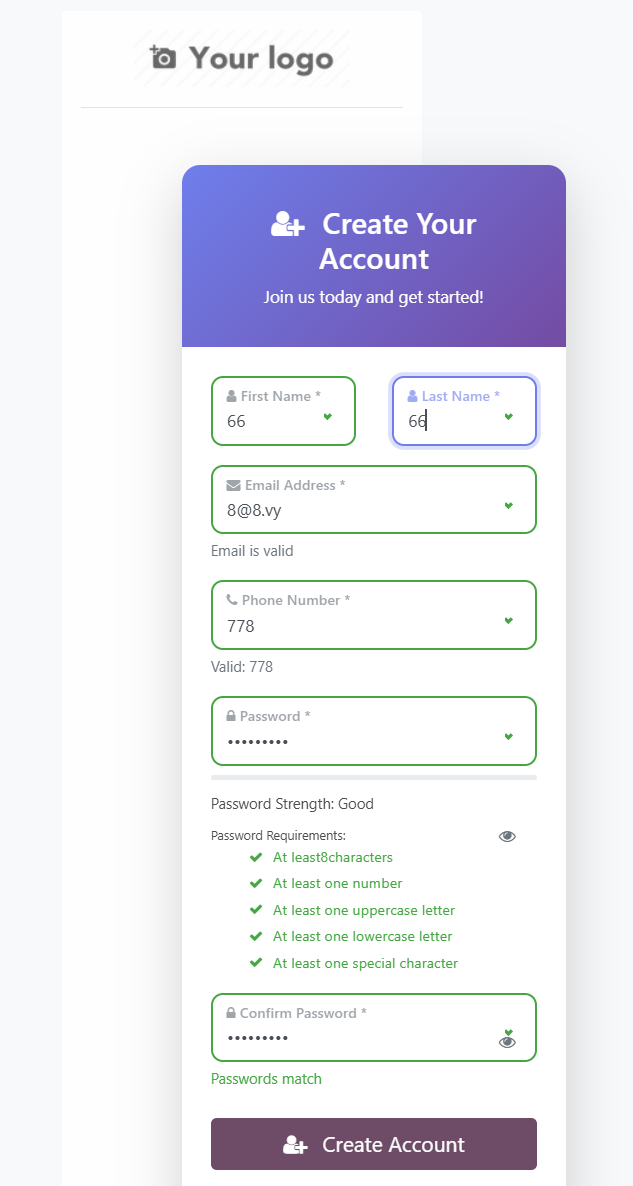 Your logo
Create Your
Account
Join us today and get started!
First Name *
66
Last Name *
66
Email Address *
8@8.vy
Email is valid
Phone Number *
778
Valid: 778
Password *
•••••••••
Password Strength: Good
Password Requirements:
At least8characters
At least one number
At least one uppercase letter
At least one lowercase letter
At least one special character
Confirm Password *
•••••••••
Passwords match
Create Account